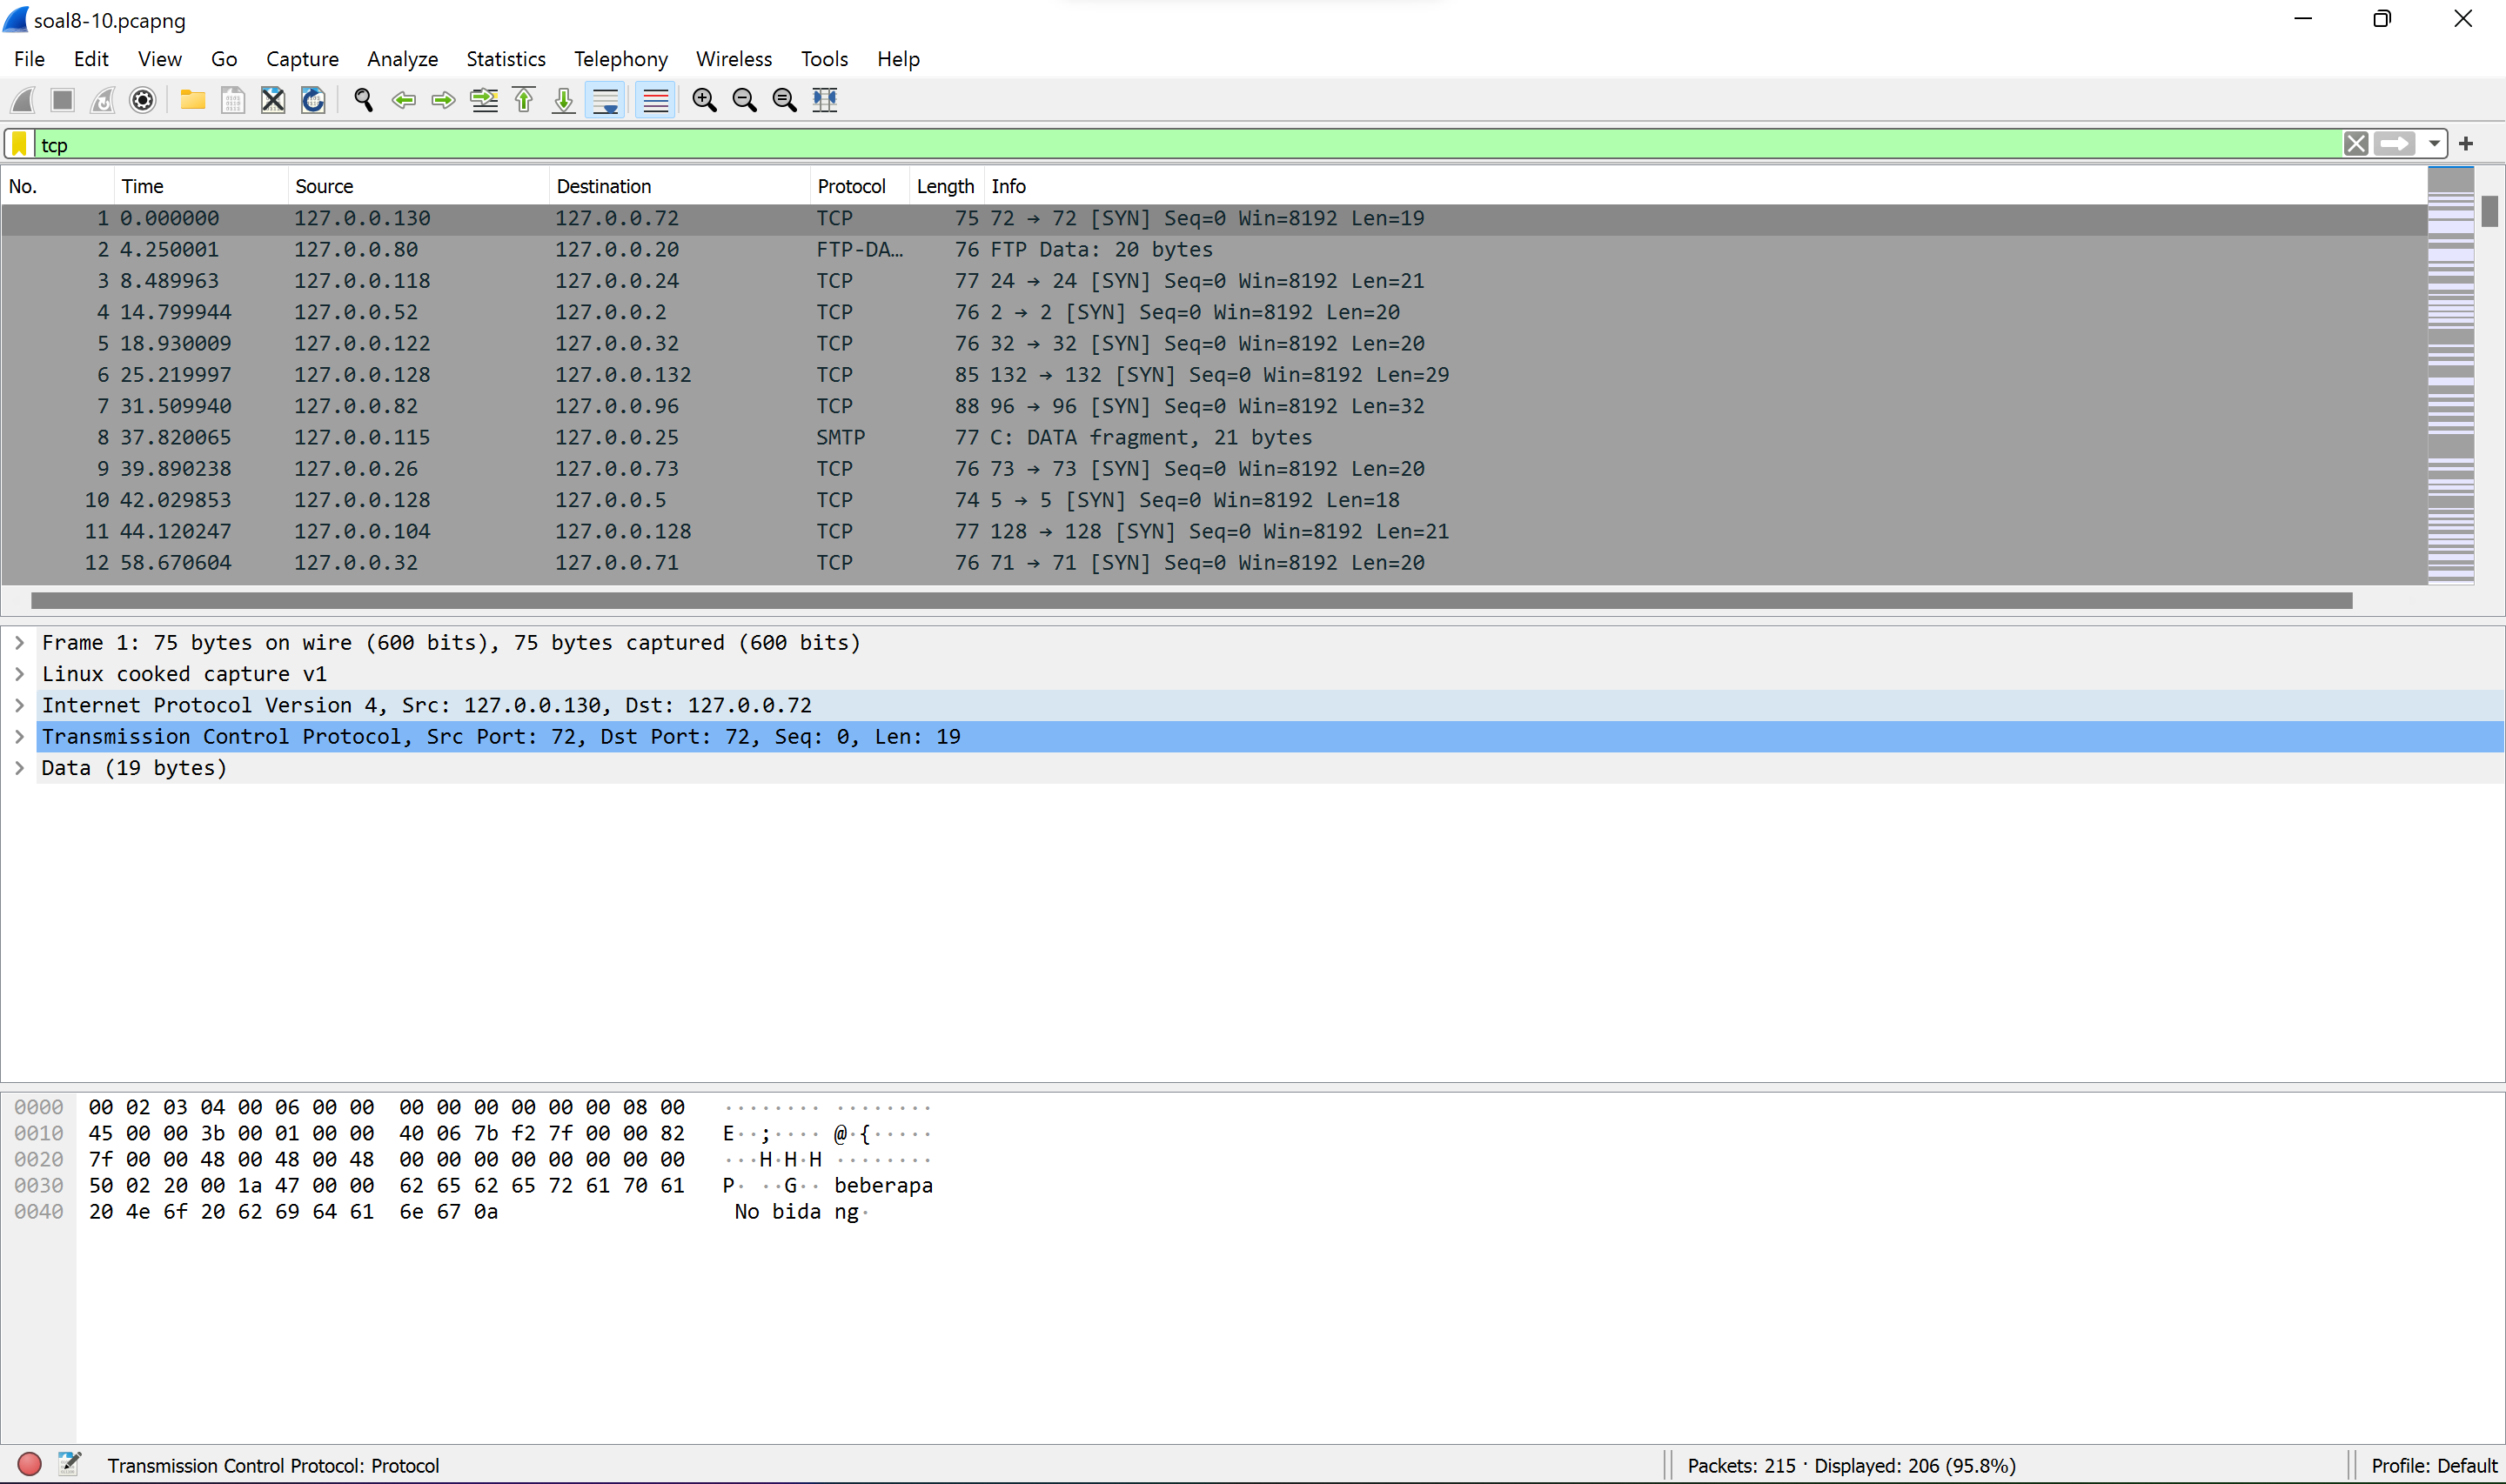 soal8-10.pcapng
File Edit View Go Capture Analyze Statistics Telephony Wireless Tools Help
tcp
No. Time Source Destination Protocol Length Info
1 0.000000 127.0.0.130 127.0.0.72 TCP 75 72 → 72 [SYN] Seq=0 Win=8192 Len=19
2 4.250001 127.0.0.80 127.0.0.20 FTP-DA… 76 FTP Data: 20 bytes
3 8.489963 127.0.0.118 127.0.0.24 TCP 77 24 → 24 [SYN] Seq=0 Win=8192 Len=21
4 14.799944 127.0.0.52 127.0.0.2 TCP 76 2 → 2 [SYN] Seq=0 Win=8192 Len=20
5 18.930009 127.0.0.122 127.0.0.32 TCP 76 32 → 32 [SYN] Seq=0 Win=8192 Len=20
6 25.219997 127.0.0.128 127.0.0.132 TCP 85 132 → 132 [SYN] Seq=0 Win=8192 Len=29
7 31.509940 127.0.0.82 127.0.0.96 TCP 88 96 → 96 [SYN] Seq=0 Win=8192 Len=32
8 37.820065 127.0.0.115 127.0.0.25 SMTP 77 C: DATA fragment, 21 bytes
9 39.890238 127.0.0.26 127.0.0.73 TCP 76 73 → 73 [SYN] Seq=0 Win=8192 Len=20
10 42.029853 127.0.0.128 127.0.0.5 TCP 74 5 → 5 [SYN] Seq=0 Win=8192 Len=18
11 44.120247 127.0.0.104 127.0.0.128 TCP 77 128 → 128 [SYN] Seq=0 Win=8192 Len=21
12 58.670604 127.0.0.32 127.0.0.71 TCP 76 71 → 71 [SYN] Seq=0 Win=8192 Len=20
Frame 1: 75 bytes on wire (600 bits), 75 bytes captured (600 bits)
Linux cooked capture v1
Internet Protocol Version 4, Src: 127.0.0.130, Dst: 127.0.0.72
Transmission Control Protocol, Src Port: 72, Dst Port: 72, Seq: 0, Len: 19
Data (19 bytes)
0000 00 02 03 04 00 06 00 00 00 00 00 00 00 00 08 00 ········ ········
0010 45 00 00 3b 00 01 00 00 40 06 7b f2 7f 00 00 82 E··;···· @·{·····
0020 7f 00 00 48 00 48 00 48 00 00 00 00 00 00 00 00 ···H·H·H ········
0030 50 02 20 00 1a 47 00 00 62 65 62 65 72 61 70 61 P· ··G·· beberapa
0040 20 4e 6f 20 62 69 64 61 6e 67 0a No bida ng·
Transmission Control Protocol: Protocol
Packets: 215 · Displayed: 206 (95.8%)
Profile: Default